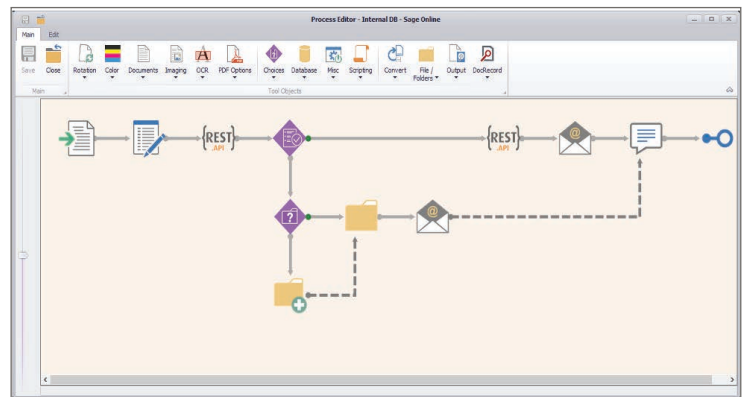 Process Editor - Internal DB - Sage Online
Main Edit
Save Close Rotation Color Documents Imaging OCR PDF Options Choices Database Misc Scripting Convert File / Folders Output DocRecord
Main Tool Objects
{REST} .API {REST} .API @
? @